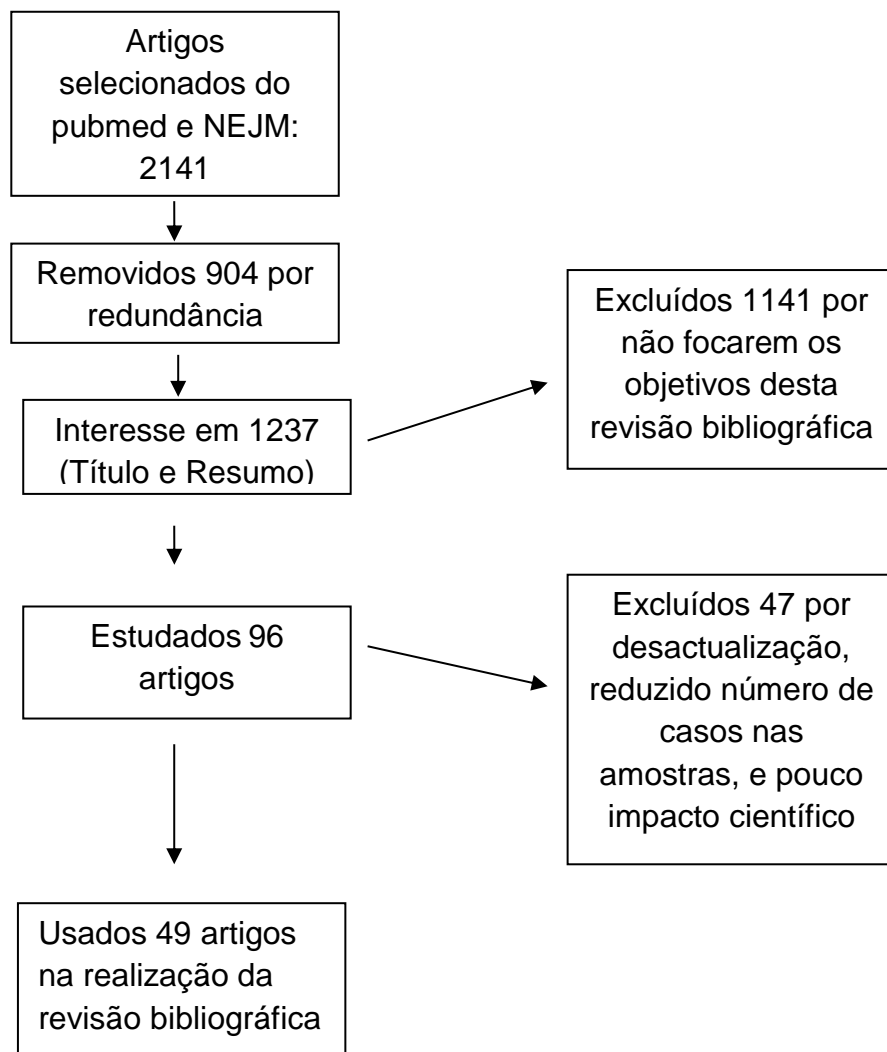 Artigos
selecionados do
pubmed e NEJM:
2141
Removidos 904 por
redundância
Excluídos 1141 por
não focarem os
objetivos desta
revisão bibliográfica
Interesse em 1237
(Título e Resumo)
Estudados 96
artigos
Excluídos 47 por
desactualização,
reduzido número de
casos nas
amostras, e pouco
impacto científico
Usados 49 artigos
na realização da
revisão bibliográfica